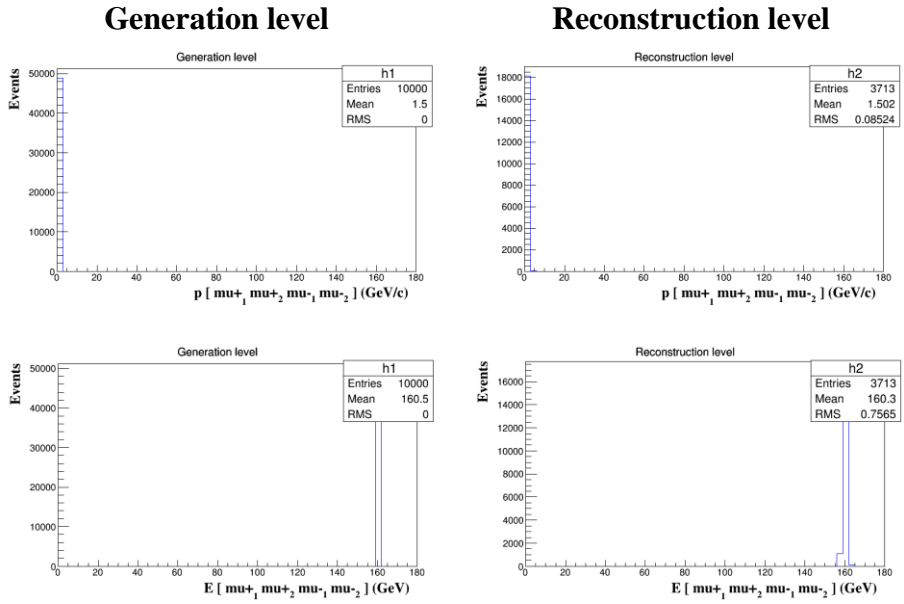 Generation level
Reconstruction level
Generation level
Events
50000
40000
30000
20000
10000
0
0 20 40 60 80 100 120 140 160 180
p [ mu+1 mu+2 mu-1 mu-2 ] (GeV/c)
h1
Entries 10000
Mean 1.5
RMS 0
Reconstruction level
Events
18000
16000
14000
12000
10000
8000
6000
4000
2000
0
0 20 40 60 80 100 120 140 160 180
p [ mu+1 mu+2 mu-1 mu-2 ] (GeV/c)
h2
Entries 3713
Mean 1.502
RMS 0.08524
Generation level
Events
50000
40000
30000
20000
10000
0
0 20 40 60 80 100 120 140 160 180
E [ mu+1 mu+2 mu-1 mu-2 ] (GeV)
h1
Entries 10000
Mean 160.5
RMS 0
Reconstruction level
Events
16000
14000
12000
10000
8000
6000
4000
2000
0
0 20 40 60 80 100 120 140 160 180
E [ mu+1 mu+2 mu-1 mu-2 ] (GeV)
h2
Entries 3713
Mean 160.3
RMS 0.7565